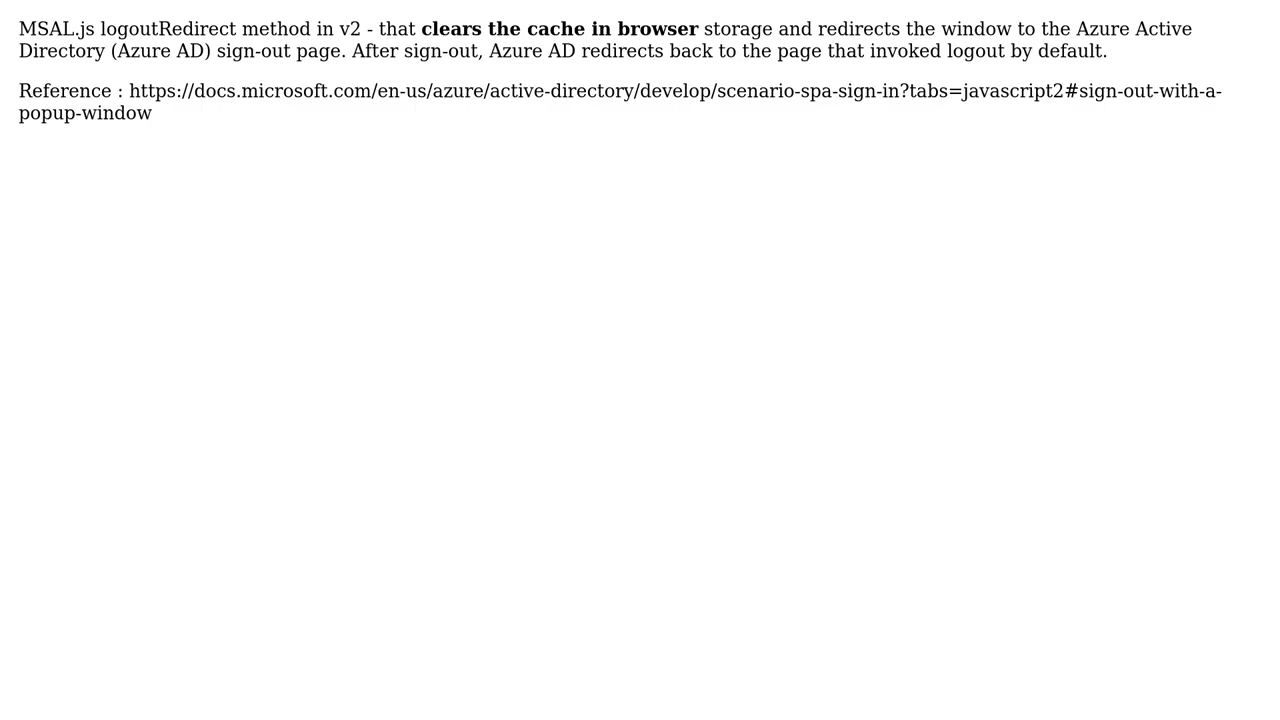 MSAL.js logoutRedirect method in v2 - that clears the cache in browser storage and redirects the window to the Azure Active
Directory (Azure AD) sign-out page. After sign-out, Azure AD redirects back to the page that invoked logout by default.
Reference : https://docs.microsoft.com/en-us/azure/active-directory/develop/scenario-spa-sign-in?tabs=javascript2#sign-out-with-a-
popup-window